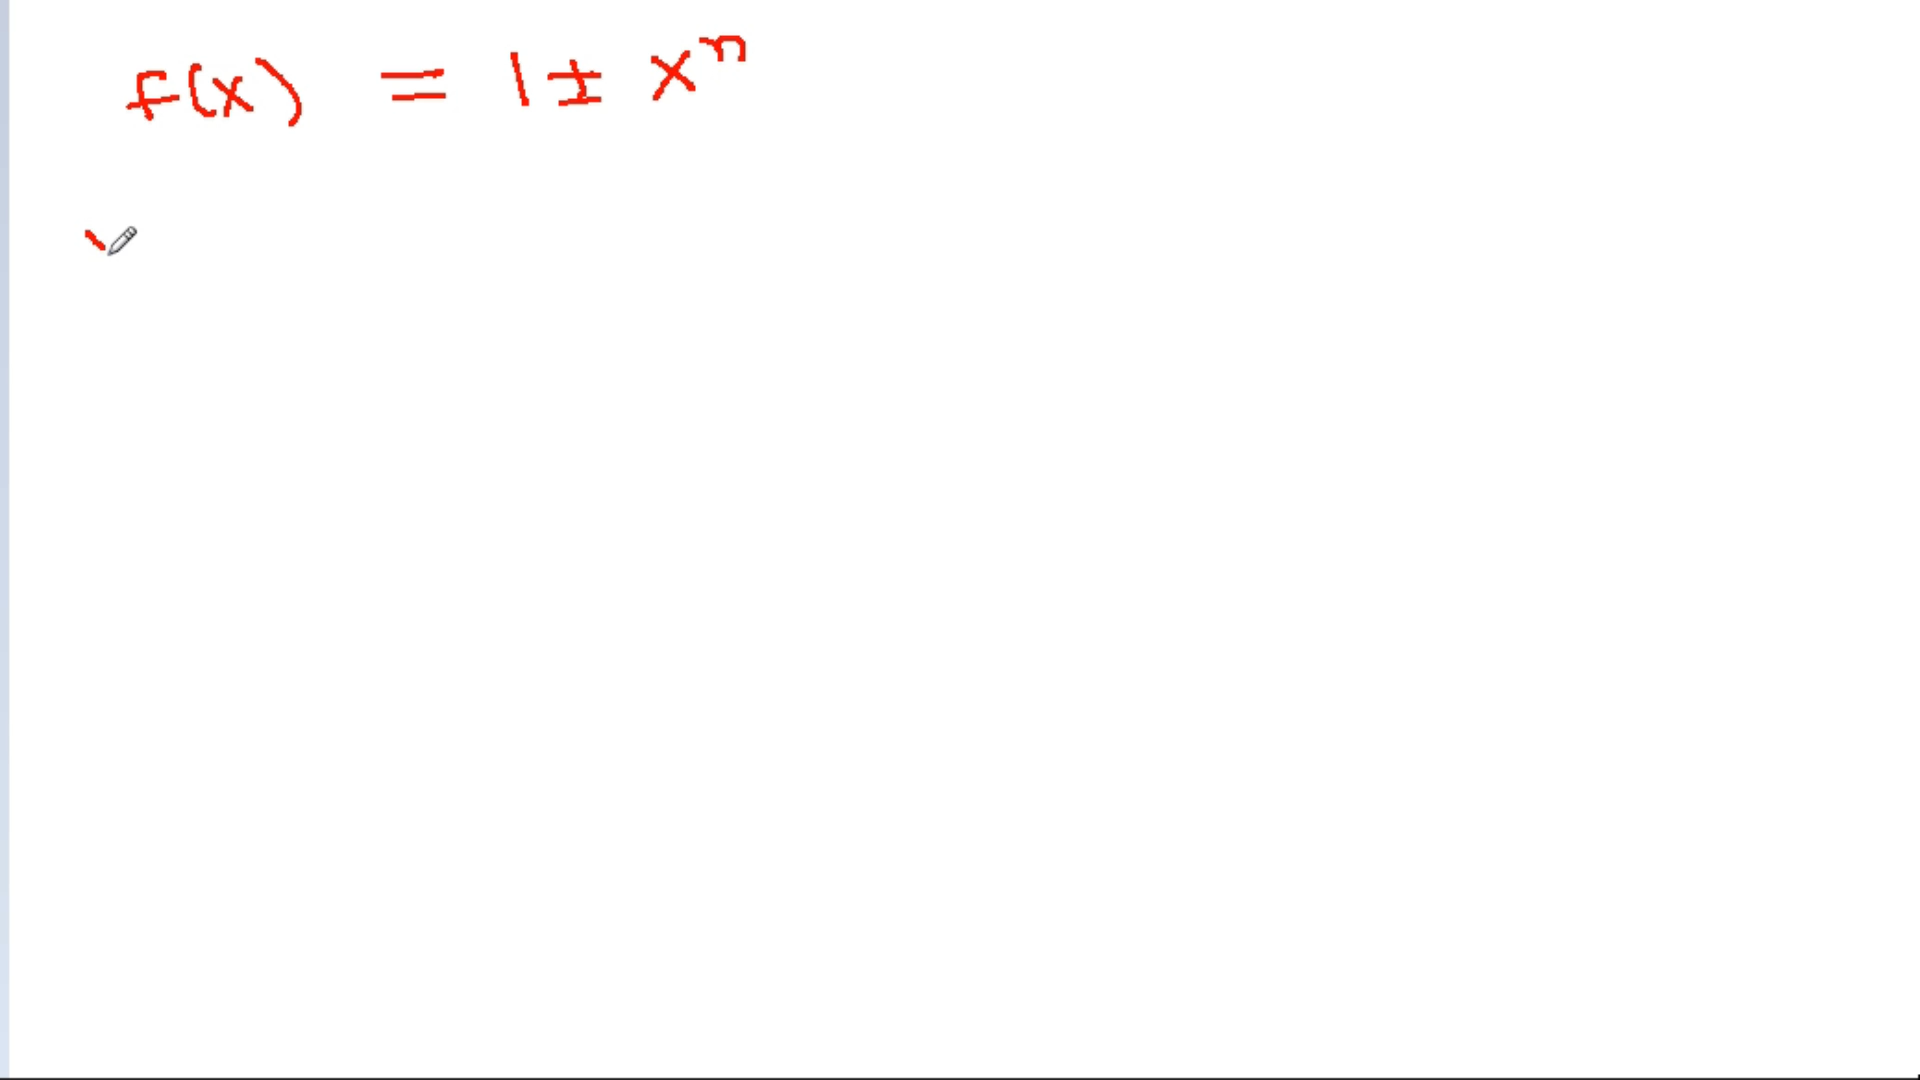 f(x) = 1 ± xⁿ